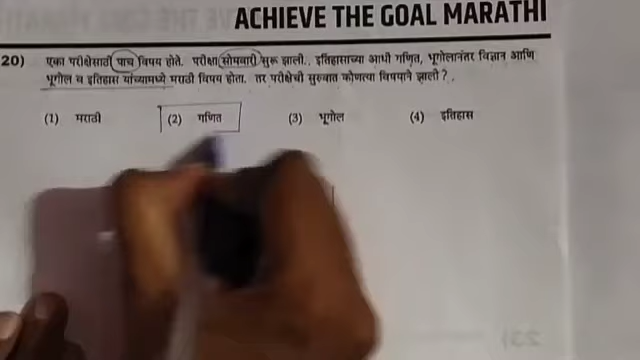 ACHIEVE THE GOAL MARATHI
20) एका परीक्षेसाठी पाच विषय होते. परीक्षा सोमवारी सुरू झाली.. इतिहासाच्या आधी गणित, भूगोलानंतर विज्ञान आणि
भूगोल व इतिहास यांच्यामध्ये मराठी विषय होता. तर परीक्षेची सुरुवात कोणत्या विषयाने झाली?
(1) मराठी (2) गणित (3) भूगोल (4) इतिहास